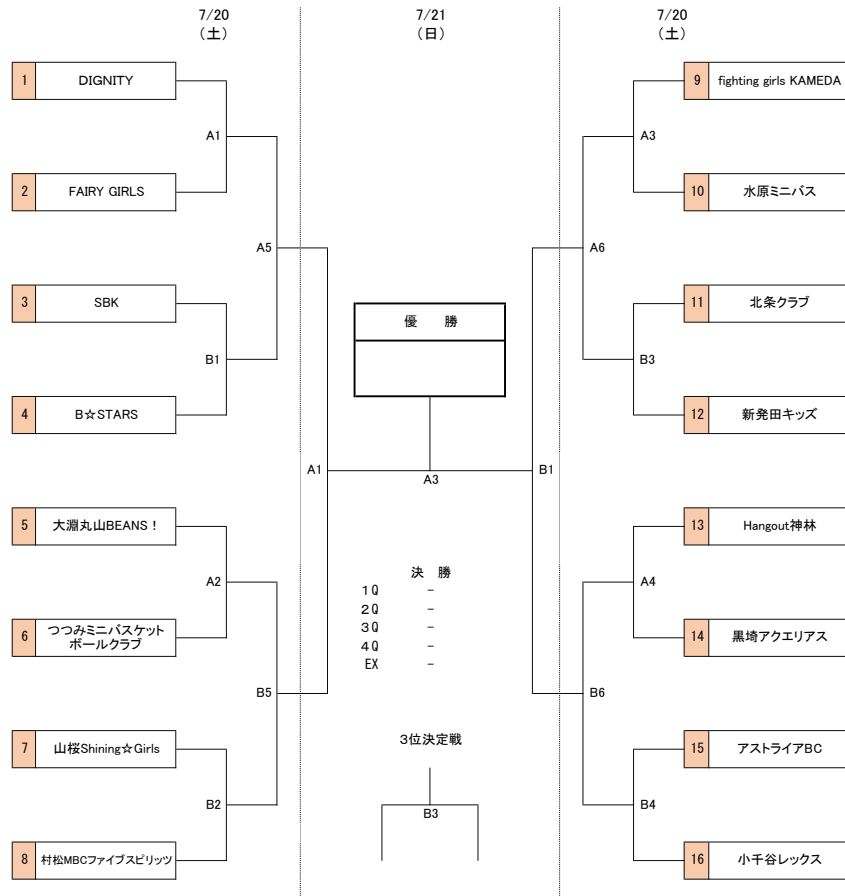 7/20
（土）
7/21
（日）
7/20
（土）
1 DIGNITY
A1
2 FAIRY GIRLS
A5
3 SBK
B1
4 B☆STARS
A1
5 大淵丸山BEANS！
A2
6 つつみミニバスケット
ボールクラブ
B5
7 山桜Shining☆Girls
B2
8 村松MBCファイブスピリッツ
優　勝
A3
決　勝
1Q －
2Q －
3Q －
4Q －
EX －
3位決定戦
B3
9 fighting girls KAMEDA
A3
10 水原ミニバス
A6
11 北条クラブ
B3
12 新発田キッズ
B1
13 Hangout神林
A4
14 黒埼アクエリアス
B6
15 アストライアBC
B4
16 小千谷レックス